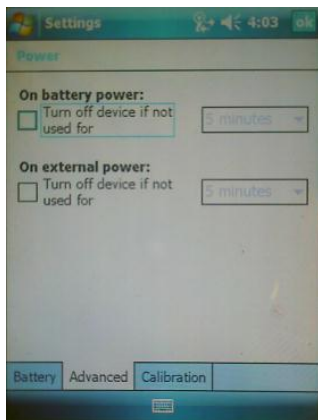 Settings 4:03 ok
Power
On battery power:
Turn off device if not
used for
5 minutes
On external power:
Turn off device if not
used for
5 minutes
Battery Advanced Calibration